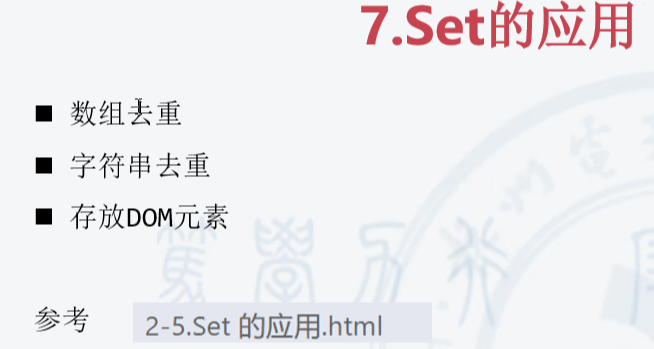 7.Set的应用
■ 数组去重
■ 字符串去重
■ 存放DOM元素
参考 2-5.Set 的应用.html